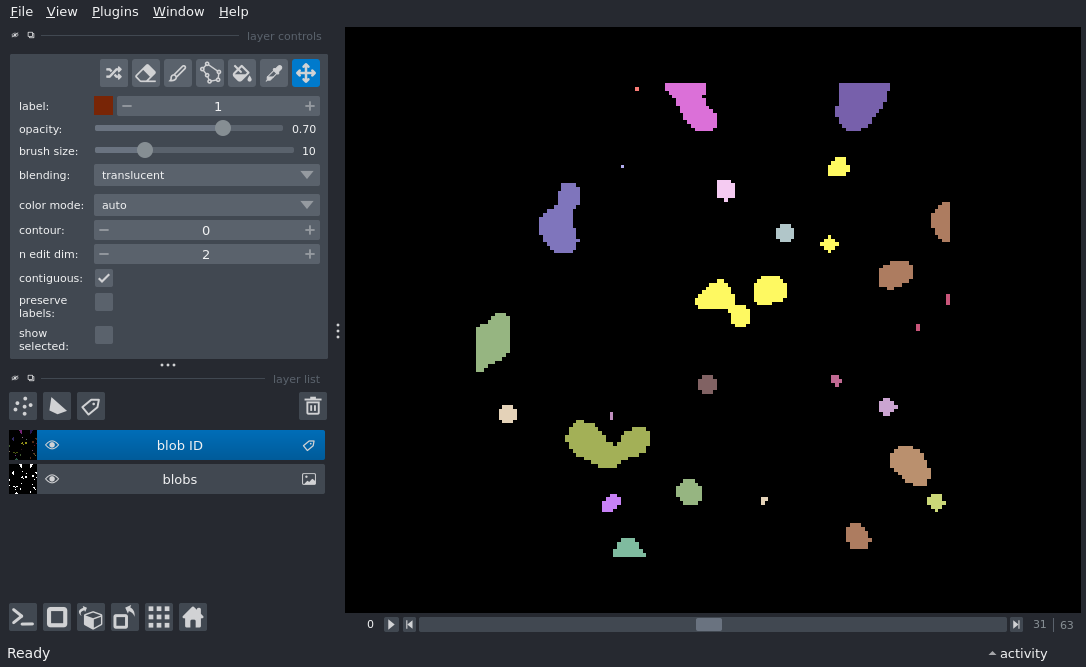 File View Plugins Window Help
layer controls
label: 1
opacity: 0.70
brush size: 10
blending: translucent
color mode: auto
contour: 0
n edit dim: 2
contiguous:
preserve
labels:
show
selected:
layer list
blob ID
blobs
0 31 63
Ready activity